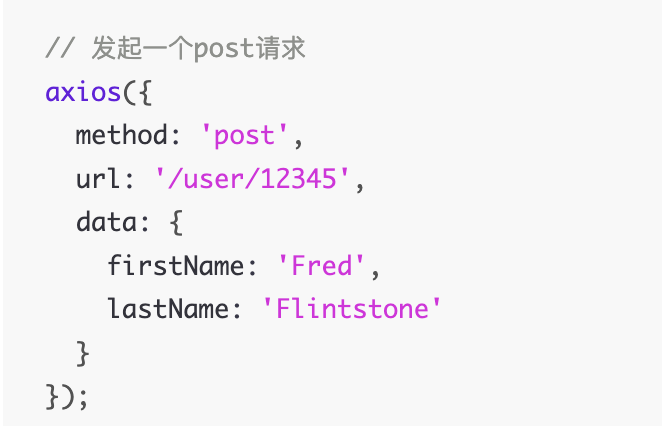 // 发起一个post请求
axios({
  method: 'post',
  url: '/user/12345',
  data: {
    firstName: 'Fred',
    lastName: 'Flintstone'
  }
});